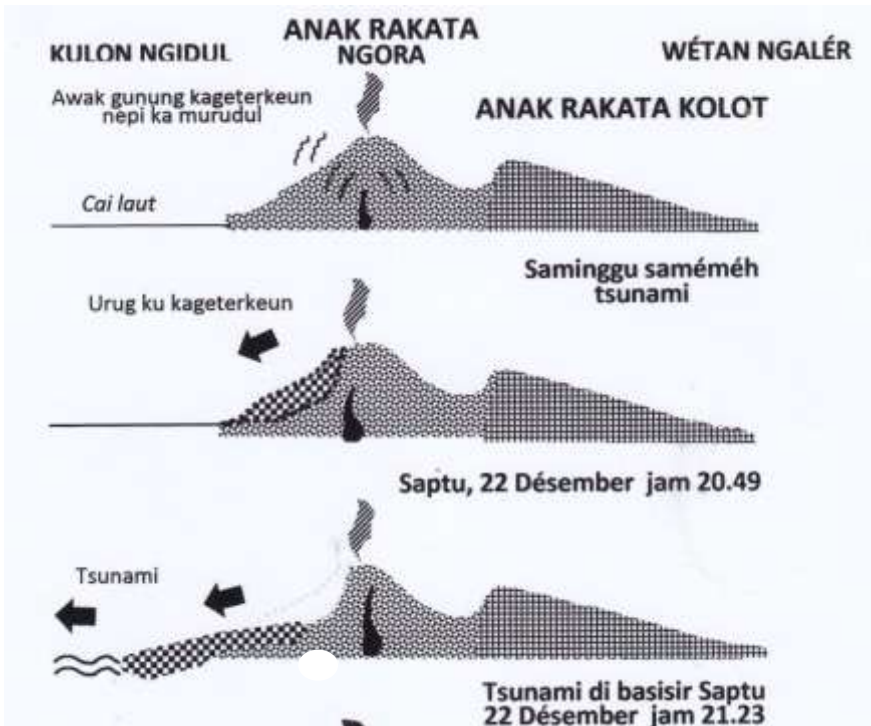 ANAK RAKATA
NGORA
KULON NGIDUL
WÉTAN NGALÉR
Awak gunung kageterkeun
nepi ka murudul
ANAK RAKATA KOLOT
Cai laut
Saminggu saméméh
tsunami
Urug ku kageterkeun
Saptu, 22 Désember jam 20.49
Tsunami
Tsunami di basisir Saptu
22 Désember jam 21.23